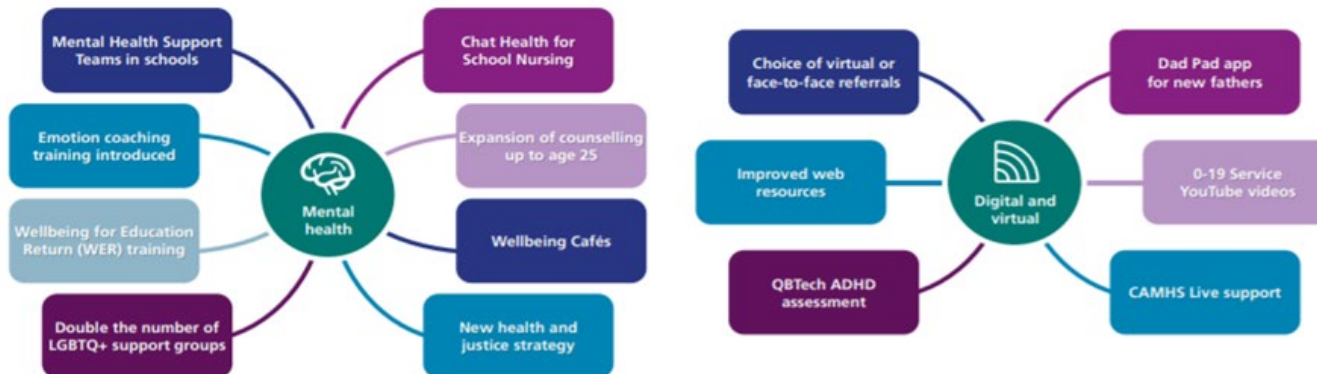 Mental Health Support
Teams in schools
Chat Health for
School Nursing
Emotion coaching
training introduced
Expansion of counselling
up to age 25
Mental
health
Wellbeing for Education
Return (WER) training
Wellbeing Cafés
Double the number of
LGBTQ+ support groups
New health and
justice strategy
Choice of virtual or
face-to-face referrals
Dad Pad app
for new fathers
Improved web
resources
0-19 Service
YouTube videos
Digital and
virtual
QBTech ADHD
assessment
CAMHS Live support